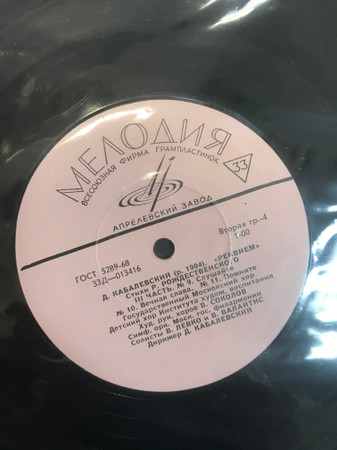 МЕЛОДИЯ
ВСЕСОЮЗНАЯ ФИРМА ГРАМПЛАСТИНОК
33
АПРЕЛЕВСКИЙ ЗАВОД
ГОСТ 5289-68
33Д—013416
Вторая гр.-4
1-00
Д. КАБАЛЕВСКИЙ (р. 1904). «РЕКВИЕМ»
Стихи Р. РОЖДЕСТВЕНСКОГО
III ЧАСТЬ. № 9. Слушайте
№ 10. Вечная слава. № 11. Помните
Государственный Московский хор
Детский хор Института худож. воспитания
Худ. рук. хоров В. СОКОЛОВ
Симф. орк. Моск. гос. филармонии
Солисты В. ЛЕВКО и В. ВАЛАЙТИС
Дирижер Д. КАБАЛЕВСКИЙ